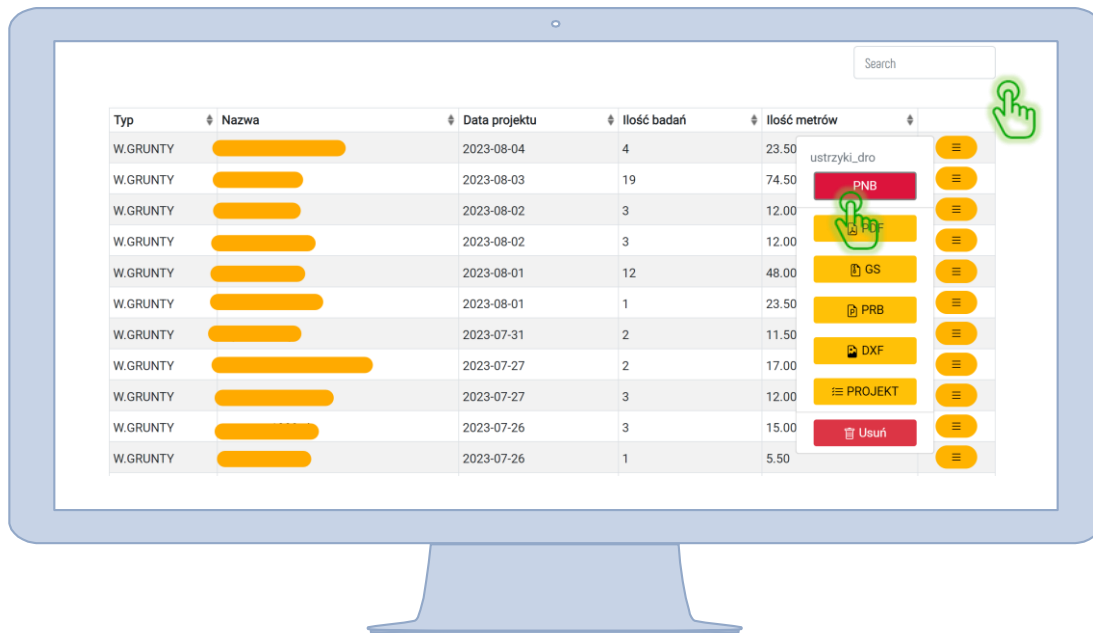 Search
Typ Nazwa Data projektu Ilość badań Ilość metrów
W.GRUNTY 2023-08-04 4 23.50
ustrzyki_dro
W.GRUNTY 2023-08-03 19 74.50
PNB
W.GRUNTY 2023-08-02 3 12.00
PDF
W.GRUNTY 2023-08-02 3 12.00
W.GRUNTY 2023-08-01 12 48.00
GS
W.GRUNTY 2023-08-01 1 23.50
PRB
W.GRUNTY 2023-07-31 2 11.50
DXF
W.GRUNTY 2023-07-27 2 17.00
W.GRUNTY 2023-07-27 3 12.00
PROJEKT
W.GRUNTY 2023-07-26 3 15.00
Usuń
W.GRUNTY 2023-07-26 1 5.50